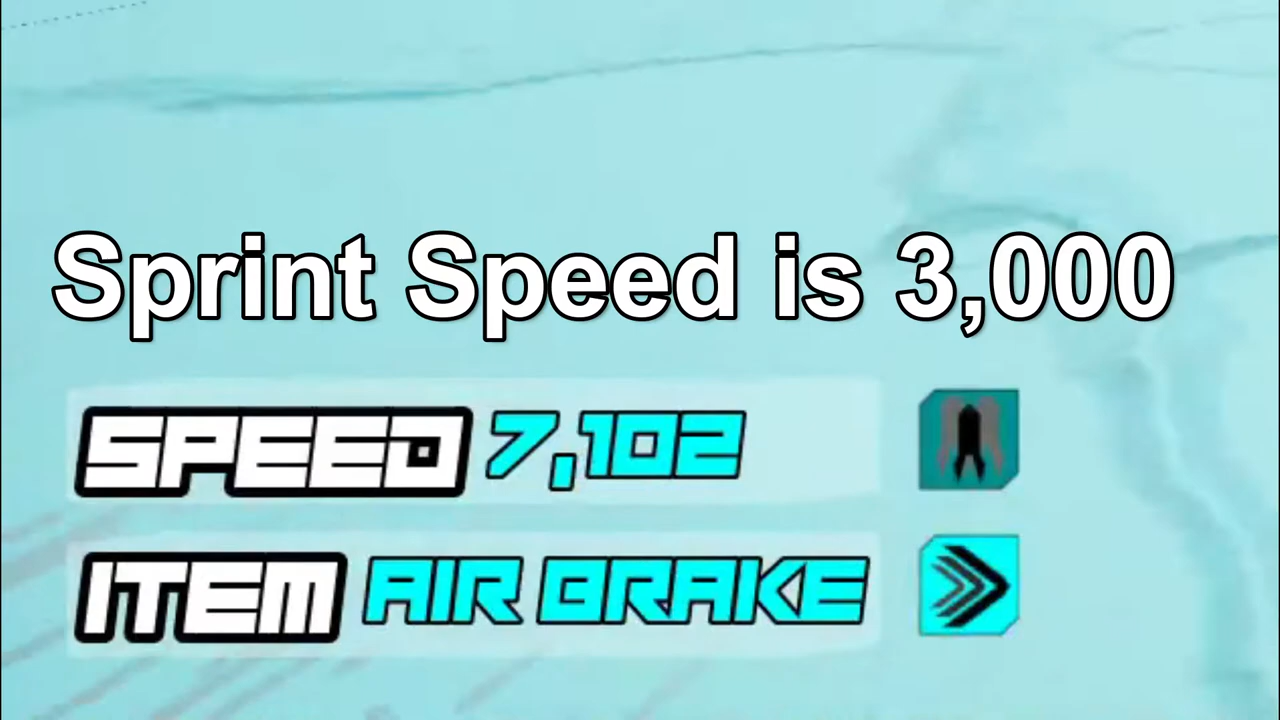 Sprint Speed is 3,000
SPEED 7,102
ITEM AIR BRAKE